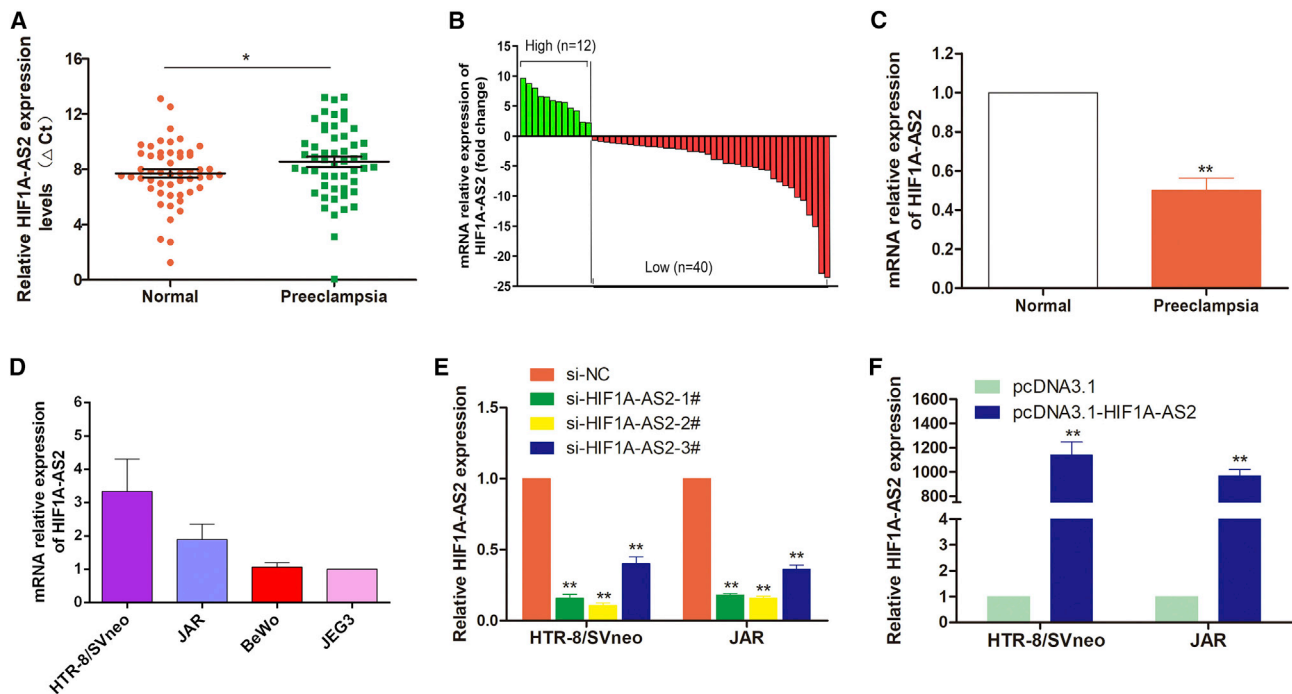 A
Relative HIF1A-AS2 expression
levels （△ Ct）
16
12
8
4
0
*
Normal
Preeclampsia
B
mRNA relative expression of
HIF1A-AS2 (fold change)
15
10
5
0
-5
-10
-15
-20
-25
High (n=12)
Low (n=40)
C
mRNA relative expression
of HIF1A-AS2
1.2
1.0
0.8
0.6
0.4
0.2
0.0
**
Normal
Preeclampsia
D
mRNA relative expression
of HIF1A-AS2
6
5
4
3
2
1
0
HTR-8/SVneo
JAR
BeWo
JEG3
E
si-NC
si-HIF1A-AS2-1#
si-HIF1A-AS2-2#
si-HIF1A-AS2-3#
Relative HIF1A-AS2 expression
1.5
1.0
0.5
0.0
** ** ** ** ** **
HTR-8/SVneo
JAR
F
pcDNA3.1
pcDNA3.1-HIF1A-AS2
Relative HIF1A-AS2 expression
1600
1400
1200
1000
800
600
4
3
2
1
0
** **
HTR-8/SVneo
JAR